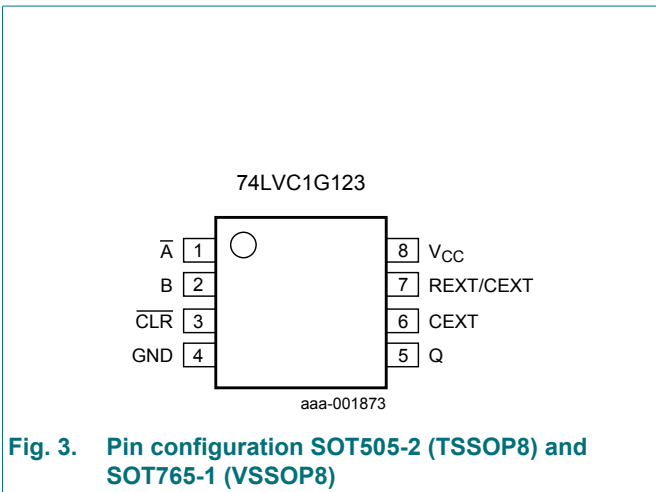 74LVC1G123
A̅ 1 8 VCC
B 2 7 REXT/CEXT
C̅L̅R̅ 3 6 CEXT
GND 4 5 Q
aaa-001873
Fig. 3. Pin configuration SOT505-2 (TSSOP8) and
SOT765-1 (VSSOP8)